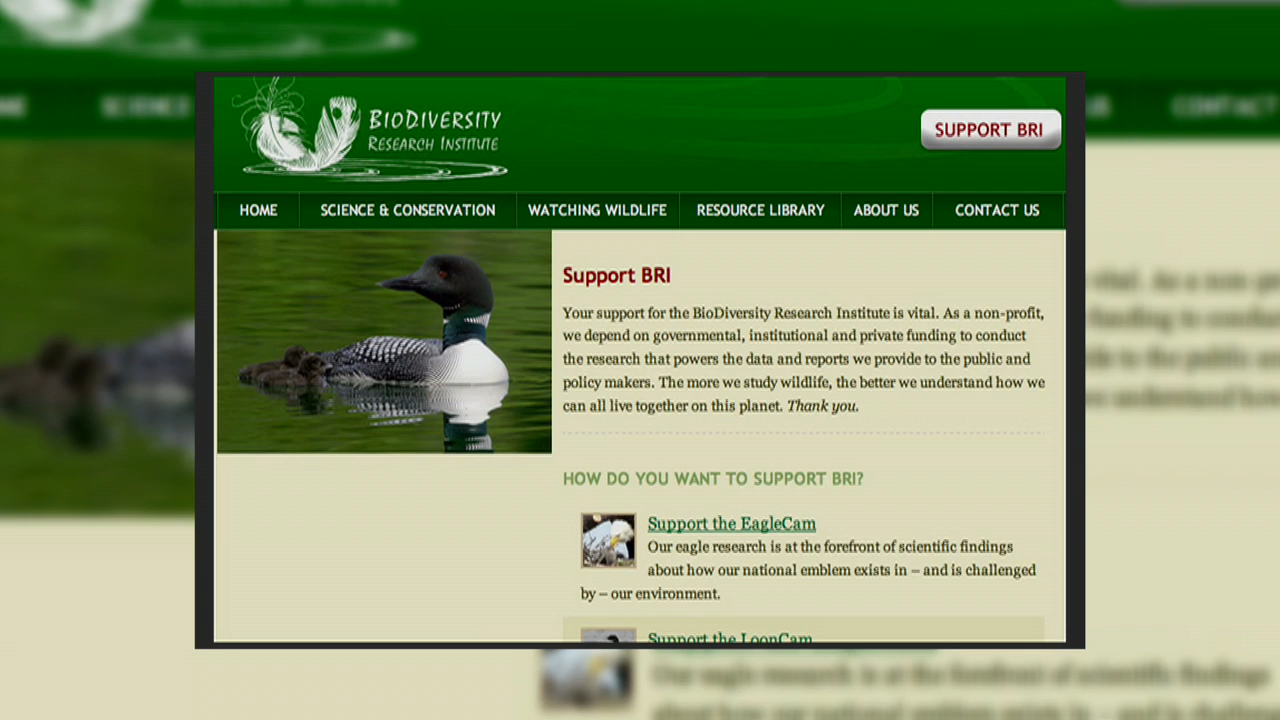 BIODIVERSITY
RESEARCH INSTITUTE
SUPPORT BRI
HOME SCIENCE & CONSERVATION WATCHING WILDLIFE RESOURCE LIBRARY ABOUT US CONTACT US
Support BRI
Your support for the BioDiversity Research Institute is vital. As a non-profit,
we depend on governmental, institutional and private funding to conduct
the research that powers the data and reports we provide to the public and
policy makers. The more we study wildlife, the better we understand how we
can all live together on this planet. Thank you.
HOW DO YOU WANT TO SUPPORT BRI?
Support the EagleCam
Our eagle research is at the forefront of scientific findings
about how our national emblem exists in – and is challenged
by – our environment.
Support the LoonCam